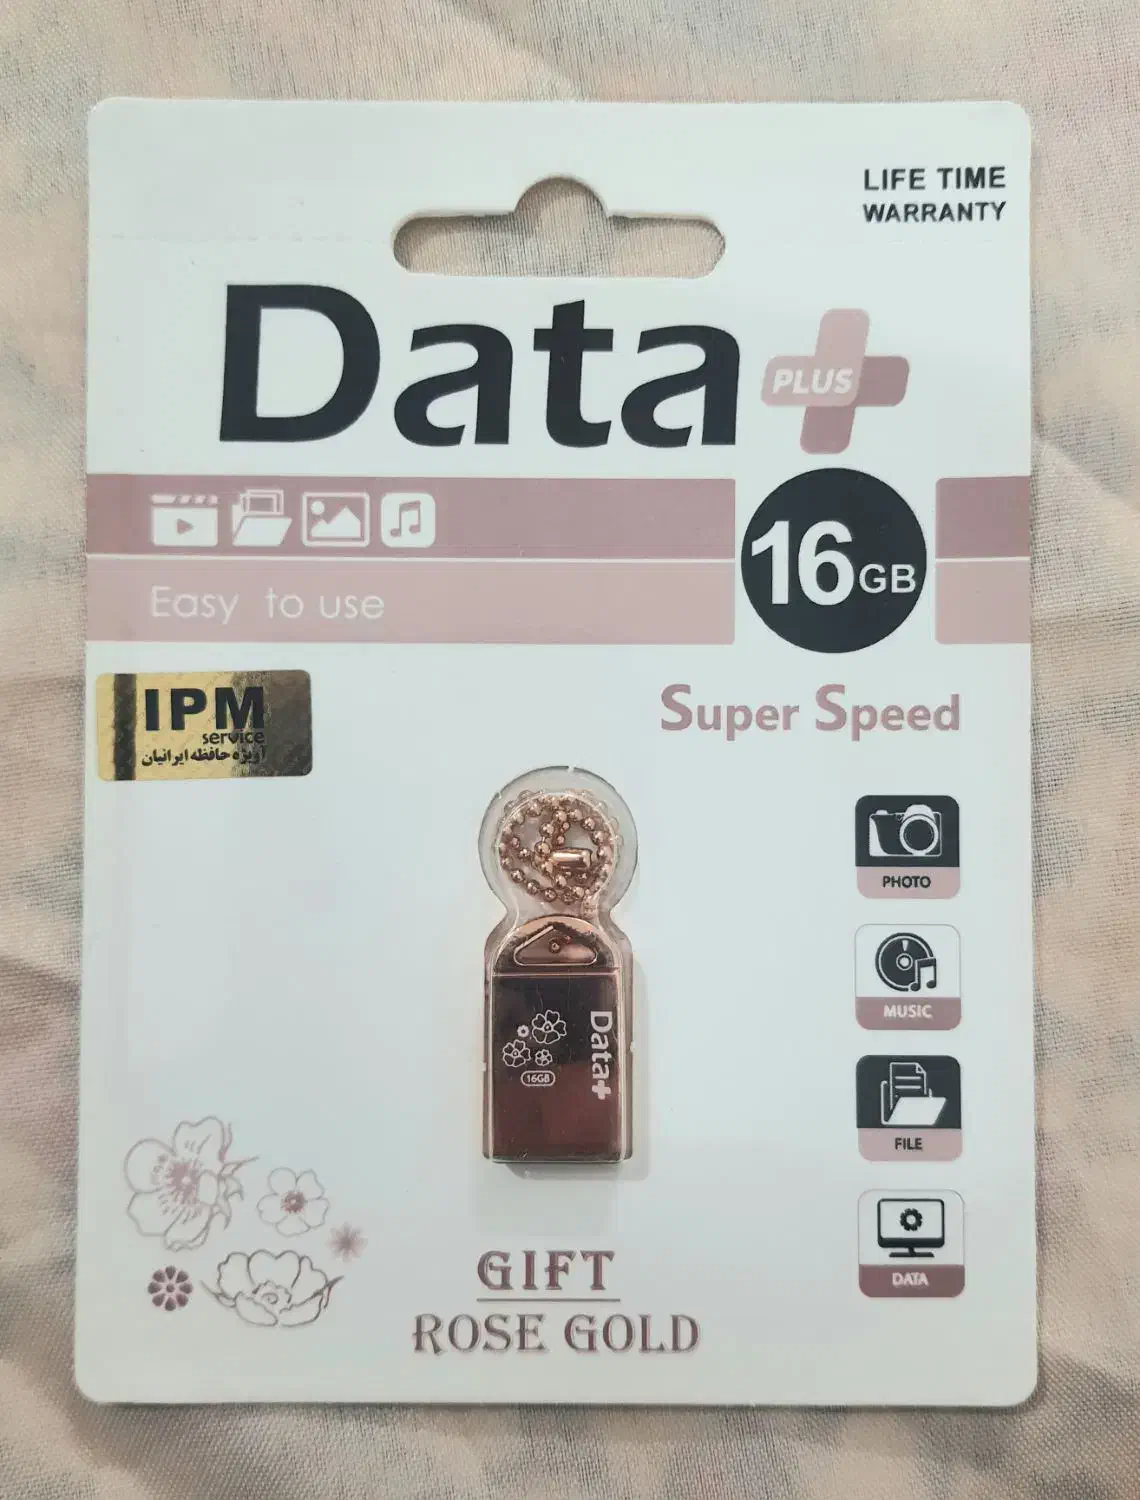 LIFE TIME
WARRANTY
Data
PLUS
16GB
Easy to use
IPM
service
آویژه حافظه ایرانیان
Super Speed
PHOTO
MUSIC
FILE
DATA
Data+
16GB
GIFT
ROSE GOLD